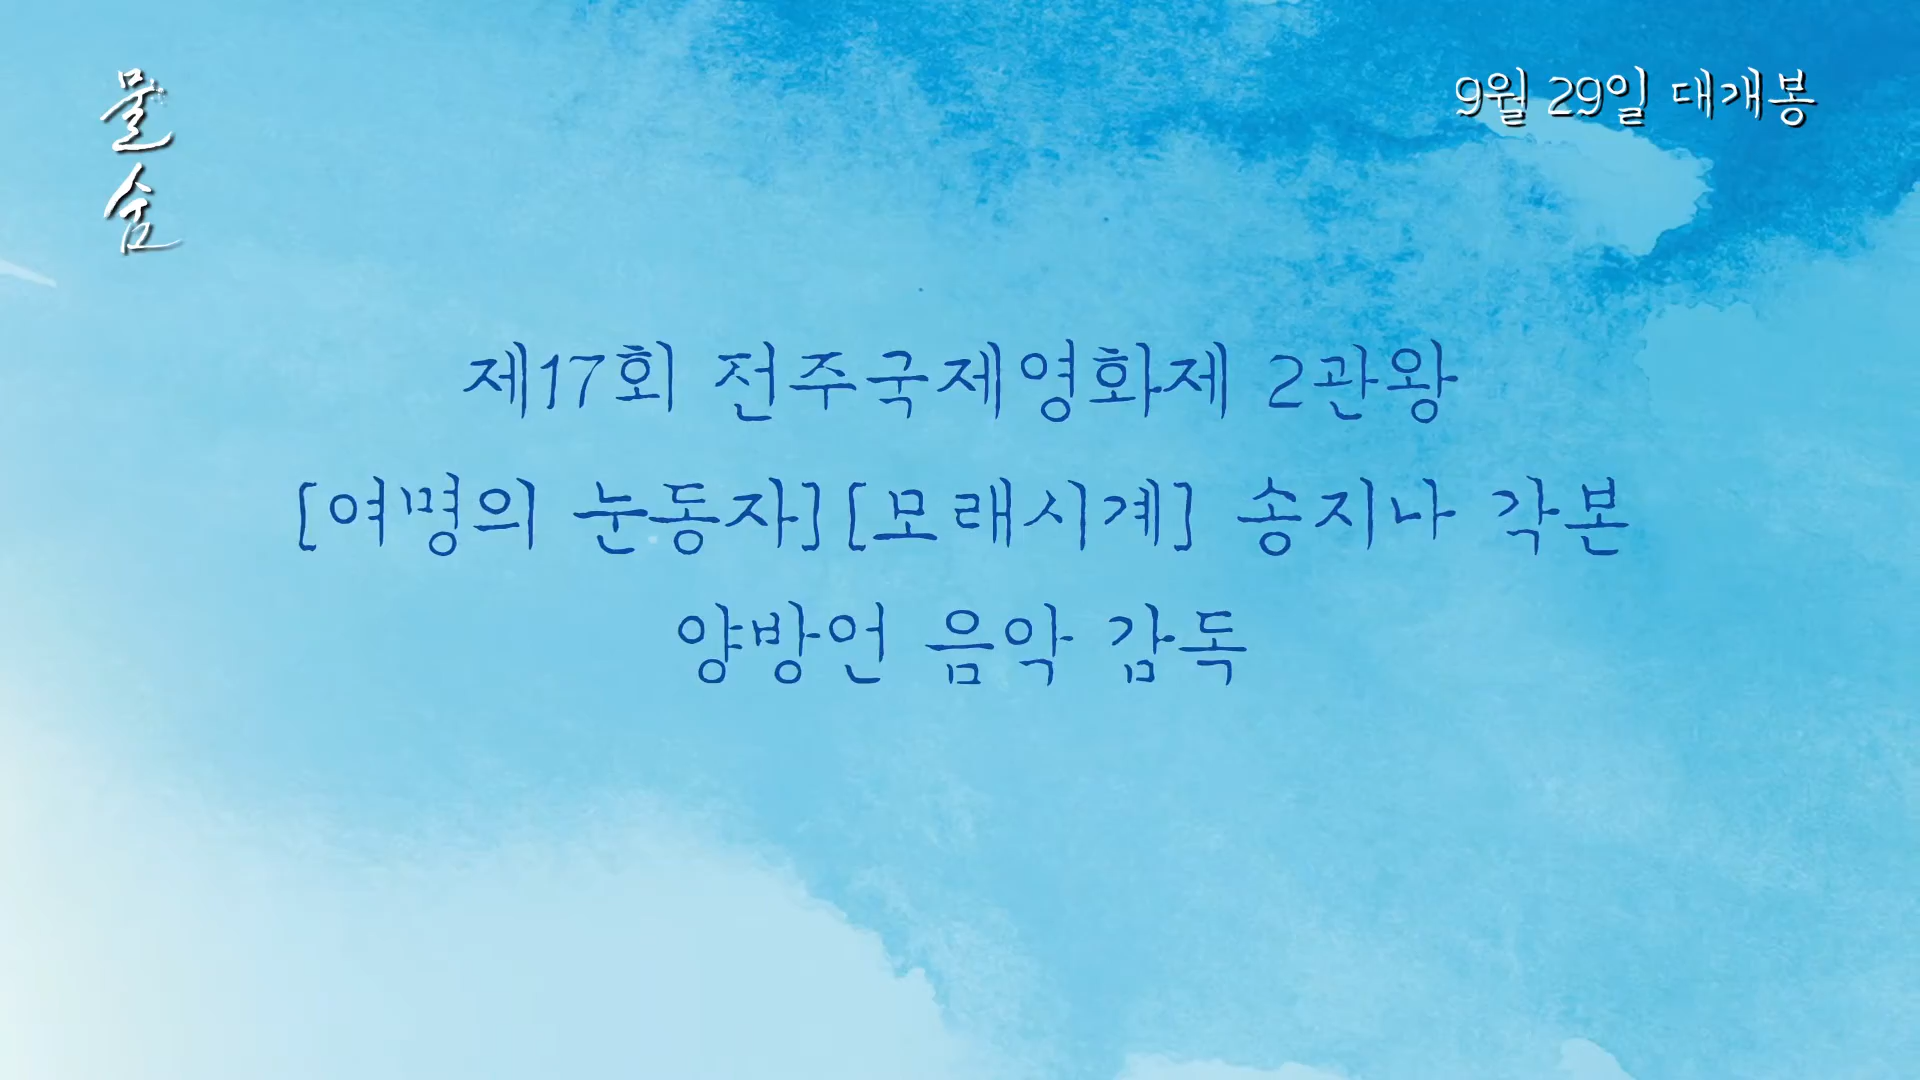 물
숨
9월 29일 대개봉
제17회 전주국제영화제 2관왕
[여명의 눈동자][모래시계] 송지나 각본
양방언 음악 감독